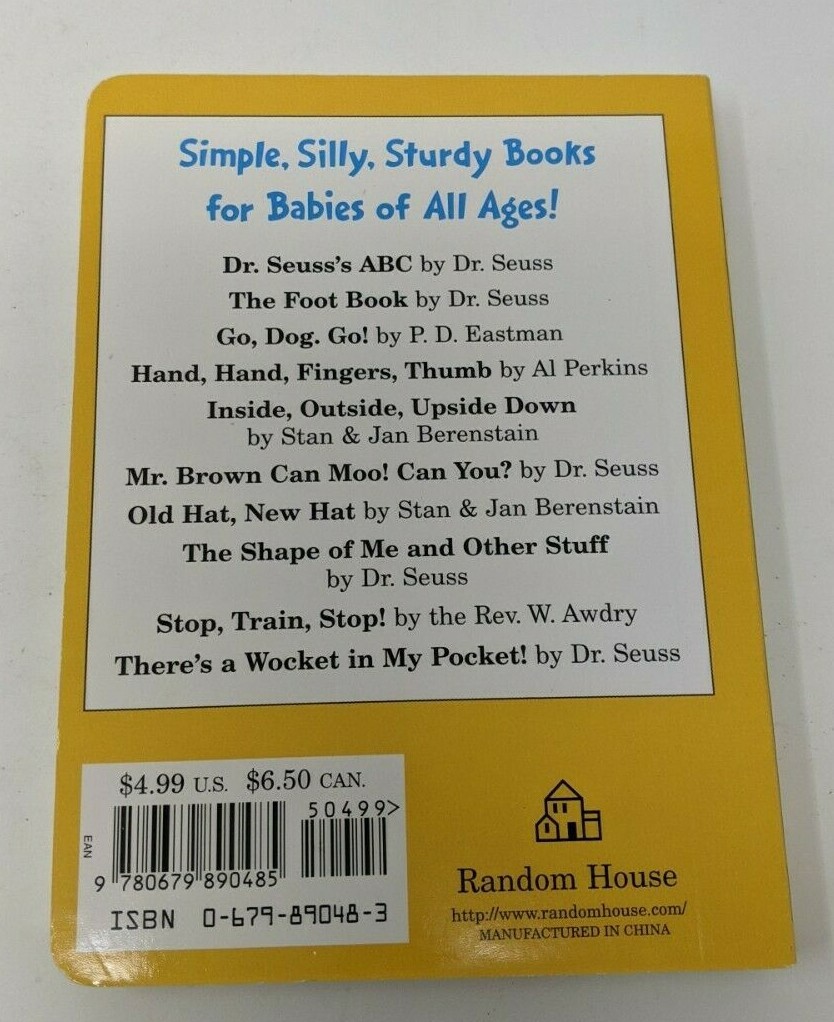 Simple, Silly, Sturdy Books
for Babies of All Ages!
Dr. Seuss's ABC by Dr. Seuss
The Foot Book by Dr. Seuss
Go, Dog. Go! by P. D. Eastman
Hand, Hand, Fingers, Thumb by Al Perkins
Inside, Outside, Upside Down
by Stan & Jan Berenstain
Mr. Brown Can Moo! Can You? by Dr. Seuss
Old Hat, New Hat by Stan & Jan Berenstain
The Shape of Me and Other Stuff
by Dr. Seuss
Stop, Train, Stop! by the Rev. W. Awdry
There's a Wocket in My Pocket! by Dr. Seuss
$4.99 U.S. $6.50 CAN.
50499>
EAN
9 780679 890485
ISBN 0-679-89048-3
Random House
http://www.randomhouse.com/
MANUFACTURED IN CHINA